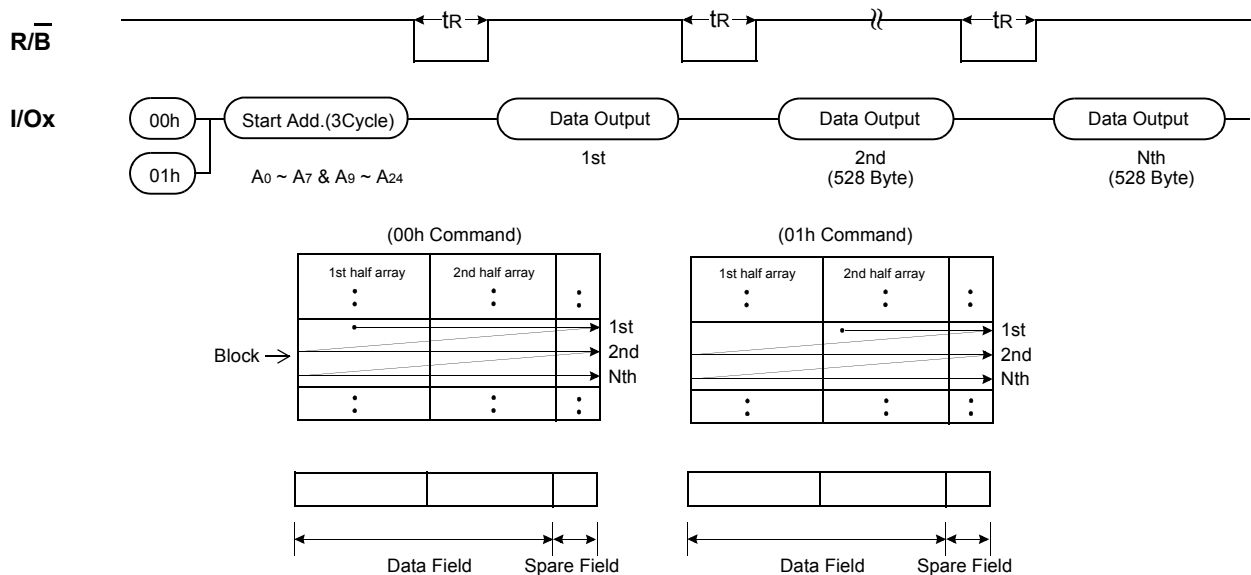 R/B
tR
tR
tR
I/Ox
00h
Start Add.(3Cycle)
Data Output
Data Output
Data Output
01h
A0 ~ A7 & A9 ~ A24
1st
2nd
(528 Byte)
Nth
(528 Byte)
(00h Command)
1st half array
2nd half array
1st
2nd
Nth
Block
Data Field
Spare Field
(01h Command)
1st half array
2nd half array
1st
2nd
Nth
Data Field
Spare Field